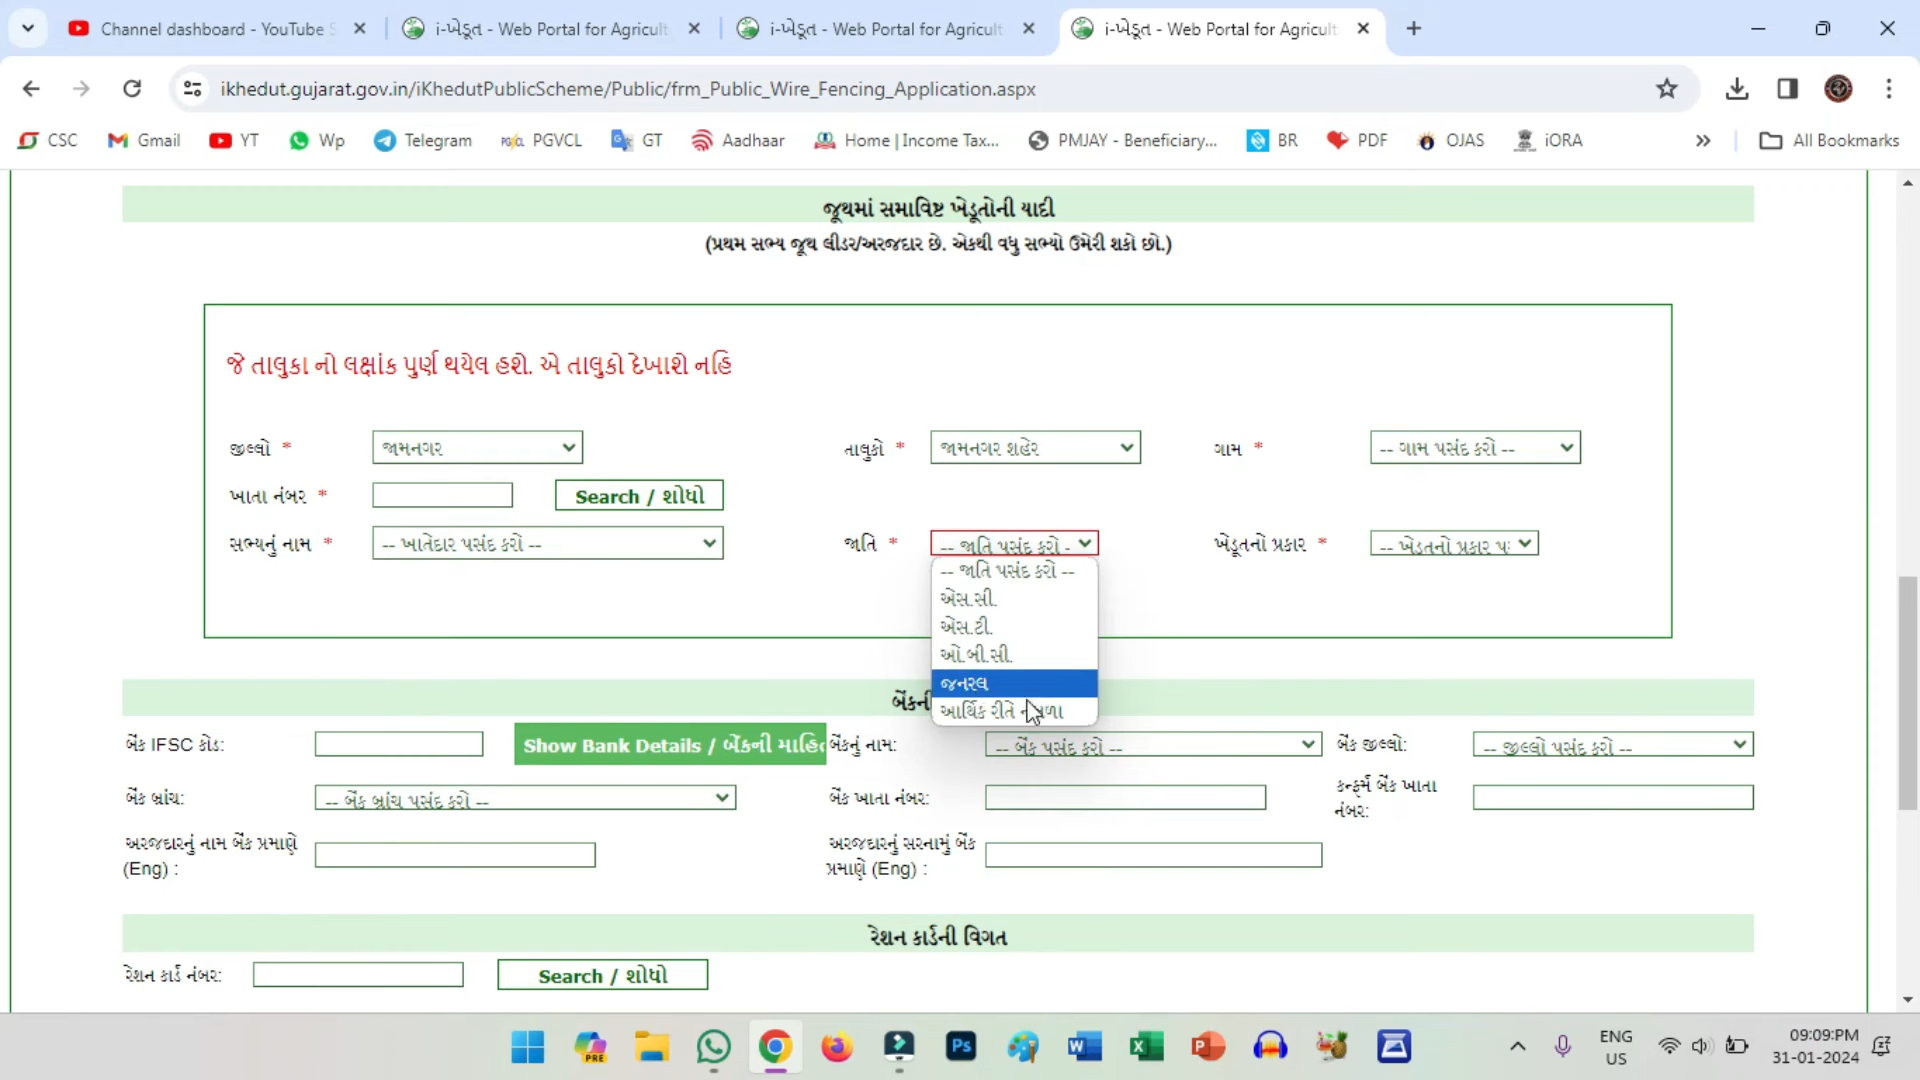 Channel dashboard - YouTube S
i-ખેડૂત - Web Portal for Agricult
i-ખેડૂત - Web Portal for Agricult
i-ખેડૂત - Web Portal for Agricult
ikhedut.gujarat.gov.in/iKhedutPublicScheme/Public/frm_Public_Wire_Fencing_Application.aspx
CSC Gmail YT Wp Telegram PGVCL GT Aadhaar Home | Income Tax... PMJAY - Beneficiary... BR PDF OJAS iORA » All Bookmarks
જૂથમાં સમાવિષ્ટ ખેડૂતોની યાદી
(પ્રથમ સભ્ય જૂથ લીડર/અરજદાર છે. એકથી વધુ સભ્યો ઉમેરી શકો છો.)
જે તાલુકા નો લક્ષાંક પુર્ણ થયેલ હશે. એ તાલુકો દેખાશે નહિ
જીલ્લો * જામનગર તાલુકો * જામનગર શહેર ગામ * -- ગામ પસંદ કરો --
ખાતા નંબર * Search / શોધો
સભ્યનું નામ * -- ખાતેદાર પસંદ કરો -- જાતિ * -- જાતિ પસંદ કરો - ખેડૂતનો પ્રકાર * -- ખેડુતનો પ્રકાર પ
-- જાતિ પસંદ કરો --
એસ.સી.
એસ.ટી.
ઓ.બી.સી.
જનરલ
આર્થિક રીતે
બેંકની
બેંક IFSC કોડ: Show Bank Details / બેંકની માહિ બેંકનું નામ: -- બેંક પસંદ કરો -- બેંક જીલ્લો: -- જીલ્લો પસંદ કરો --
બેંક બ્રાંચ: -- બેંક બ્રાંચ પસંદ કરો -- બેંક ખાતા નંબર: કન્ફર્મ બેંક ખાતા
નંબર:
અરજદારનું નામ બેંક પ્રમાણે અરજદારનું સરનામું બેંક
(Eng) : પ્રમાણે (Eng) :
રેશન કાર્ડની વિગત
રેશન કાર્ડ નંબર: Search / શોધો
PRE
Ps
ENG
US
09:09:PM
31-01-2024